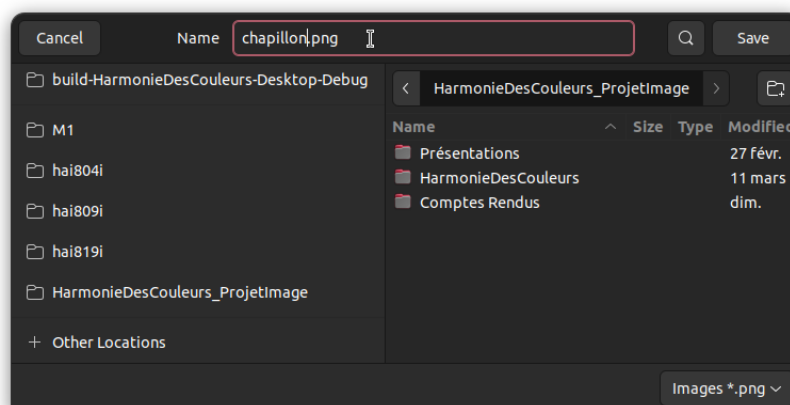 Cancel Name chapillon.png Save
build-HarmonieDesCouleurs-Desktop-Debug
M1
hai804i
hai809i
hai819i
HarmonieDesCouleurs_ProjetImage
+ Other Locations
HarmonieDesCouleurs_ProjetImage
Name Size Type Modified
Présentations 27 févr.
HarmonieDesCouleurs 11 mars
Comptes Rendus dim.
Images *.png